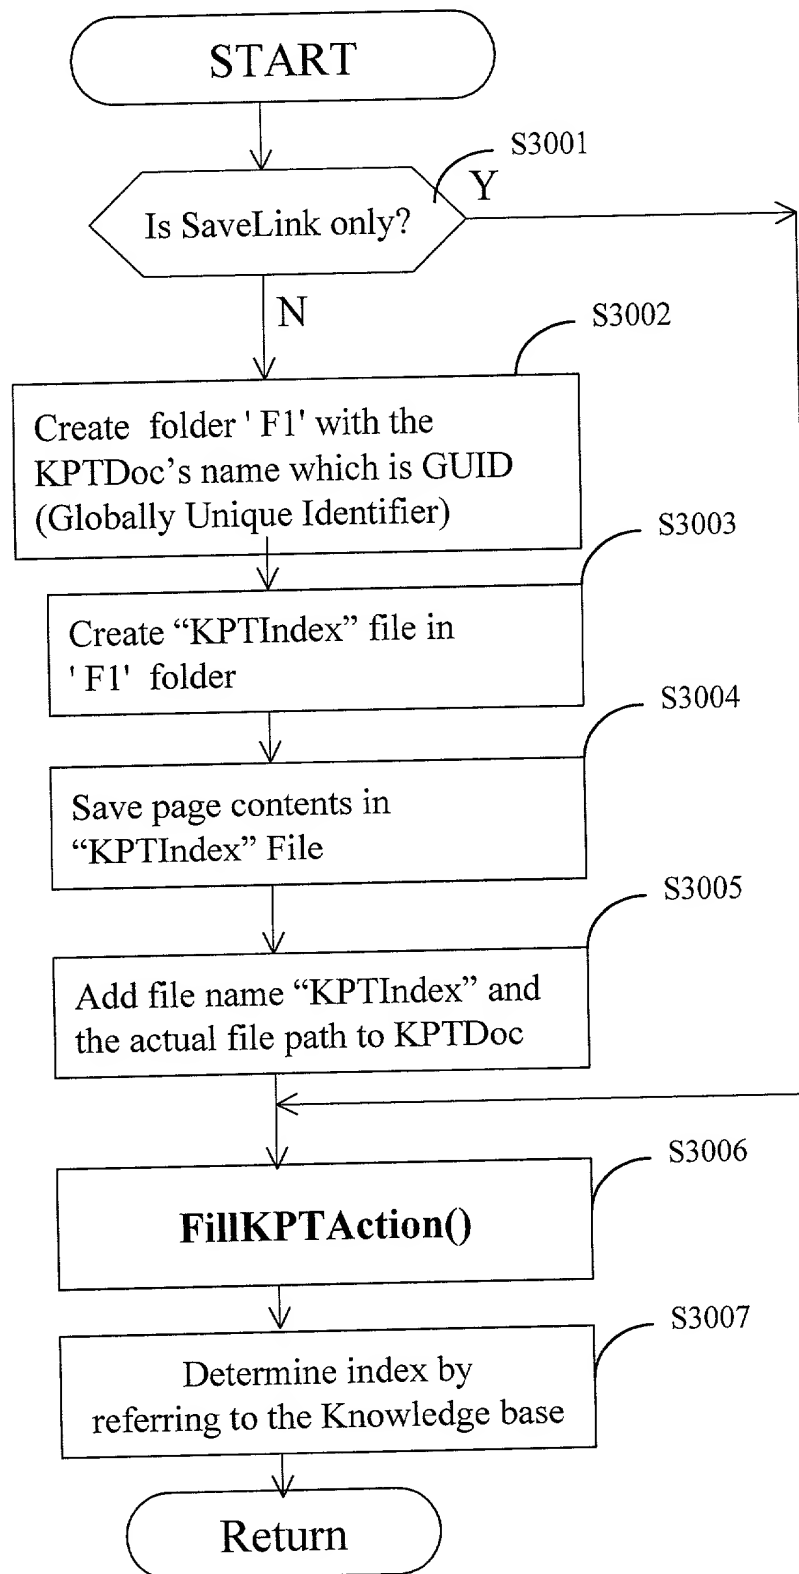 START
S3001
Y
Is SaveLink only?
N
S3002
Create folder ' F1' with the
KPTDoc’s name which is GUID
(Globally Unique Identifier)
S3003
Create “KPTIndex” file in
' F1' folder
S3004
Save page contents in
“KPTIndex” File
S3005
Add file name “KPTIndex” and
the actual file path to KPTDoc
S3006
FillKPTAction()
S3007
Determine index by
referring to the Knowledge base
Return